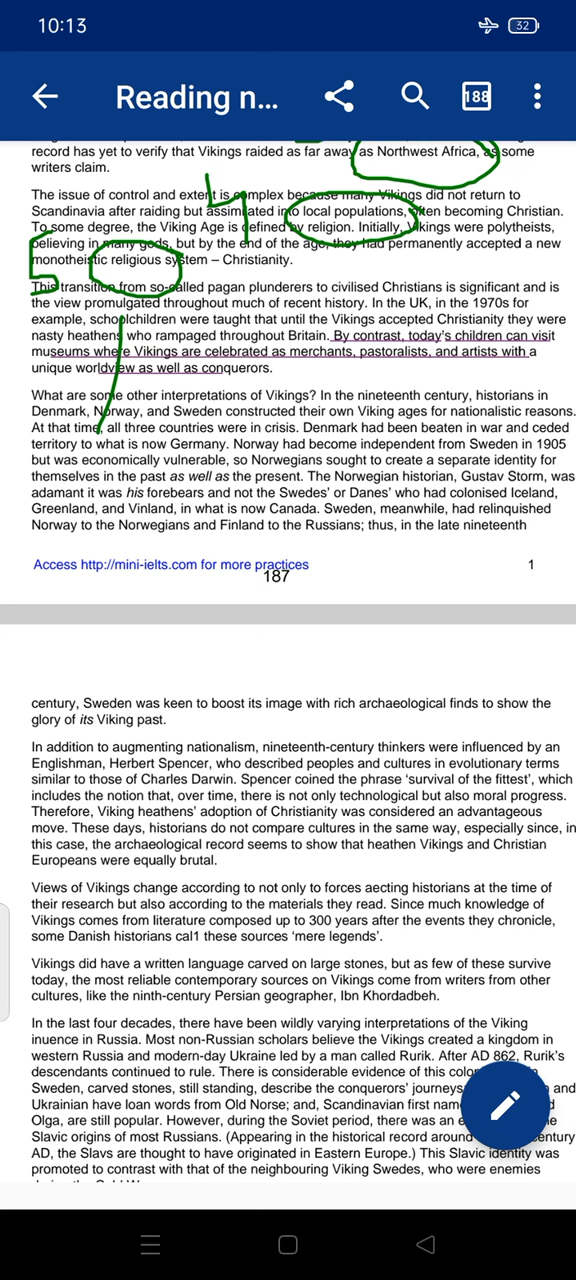 10:13
32
Reading n...
188
record has yet to verify that Vikings raided as far away as Northwest Africa, as some
writers claim.
The issue of control and extent is complex because many Vikings did not return to
Scandinavia after raiding but assimilated into local populations, often becoming Christian.
To some degree, the Viking Age is defined by religion. Initially, Vikings were polytheists,
believing in many gods, but by the end of the age, they had permanently accepted a new
monotheistic religious system – Christianity.
This transition from so-called pagan plunderers to civilised Christians is significant and is
the view promulgated throughout much of recent history. In the UK, in the 1970s for
example, schoolchildren were taught that until the Vikings accepted Christianity they were
nasty heathens who rampaged throughout Britain. By contrast, today's children can visit
museums where Vikings are celebrated as merchants, pastoralists, and artists with a
unique worldview as well as conquerors.
What are some other interpretations of Vikings? In the nineteenth century, historians in
Denmark, Norway, and Sweden constructed their own Viking ages for nationalistic reasons.
At that time, all three countries were in crisis. Denmark had been beaten in war and ceded
territory to what is now Germany. Norway had become independent from Sweden in 1905
but was economically vulnerable, so Norwegians sought to create a separate identity for
themselves in the past as well as the present. The Norwegian historian, Gustav Storm, was
adamant it was his forebears and not the Swedes' or Danes' who had colonised Iceland,
Greenland, and Vinland, in what is now Canada. Sweden, meanwhile, had relinquished
Norway to the Norwegians and Finland to the Russians; thus, in the late nineteenth
Access http://mini-ielts.com for more practices 1
187
century, Sweden was keen to boost its image with rich archaeological finds to show the
glory of its Viking past.
In addition to augmenting nationalism, nineteenth-century thinkers were influenced by an
Englishman, Herbert Spencer, who described peoples and cultures in evolutionary terms
similar to those of Charles Darwin. Spencer coined the phrase 'survival of the fittest', which
includes the notion that, over time, there is not only technological but also moral progress.
Therefore, Viking heathens' adoption of Christianity was considered an advantageous
move. These days, historians do not compare cultures in the same way, especially since, in
this case, the archaeological record seems to show that heathen Vikings and Christian
Europeans were equally brutal.
Views of Vikings change according to not only to forces aecting historians at the time of
their research but also according to the materials they read. Since much knowledge of
Vikings comes from literature composed up to 300 years after the events they chronicle,
some Danish historians cal1 these sources 'mere legends'.
Vikings did have a written language carved on large stones, but as few of these survive
today, the most reliable contemporary sources on Vikings come from writers from other
cultures, like the ninth-century Persian geographer, Ibn Khordadbeh.
In the last four decades, there have been wildly varying interpretations of the Viking
inuence in Russia. Most non-Russian scholars believe the Vikings created a kingdom in
western Russia and modern-day Ukraine led by a man called Rurik. After AD 862, Rurik's
descendants continued to rule. There is considerable evidence of this
Sweden, carved stones, still standing, describe the conquerors' journeys and
Ukrainian have loan words from Old Norse; and, Scandinavian first
Olga, are still popular. However, during the Soviet period, there was an
Slavic origins of most Russians. (Appearing in the historical record around
AD, the Slavs are thought to have originated in Eastern Europe.) This Slavic identity was
promoted to contrast with that of the neighbouring Viking Swedes, who were enemies